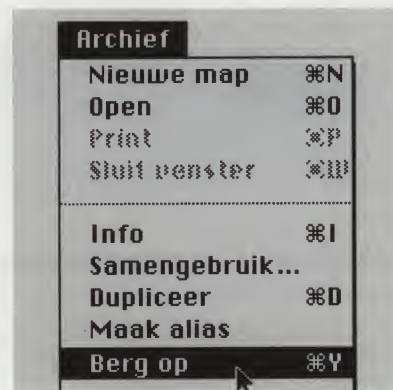 Archief
Nieuwe map ⌘N
Open ⌘O
Print ⌘P
Sluit venster ⌘W
Info ⌘I
Samengebruik...
Dupliceer ⌘D
Maak alias
Berg op ⌘Y